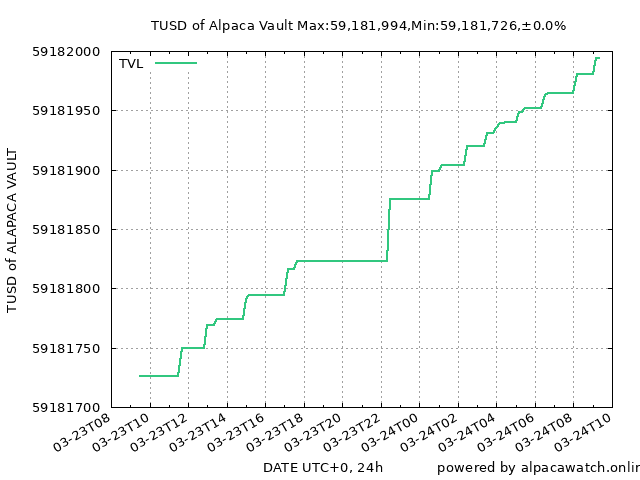 TUSD of Alpaca Vault Max:59,181,994,Min:59,181,726,±0.0%
TVL
TUSD of ALAPACA VAULT
59182000
59181950
59181900
59181850
59181800
59181750
59181700
03-23T08
03-23T10
03-23T12
03-23T14
03-23T16
03-23T18
03-23T20
03-23T22
03-24T00
03-24T02
03-24T04
03-24T06
03-24T08
03-24T10
DATE UTC+0, 24h
powered by alpacawatch.onlin